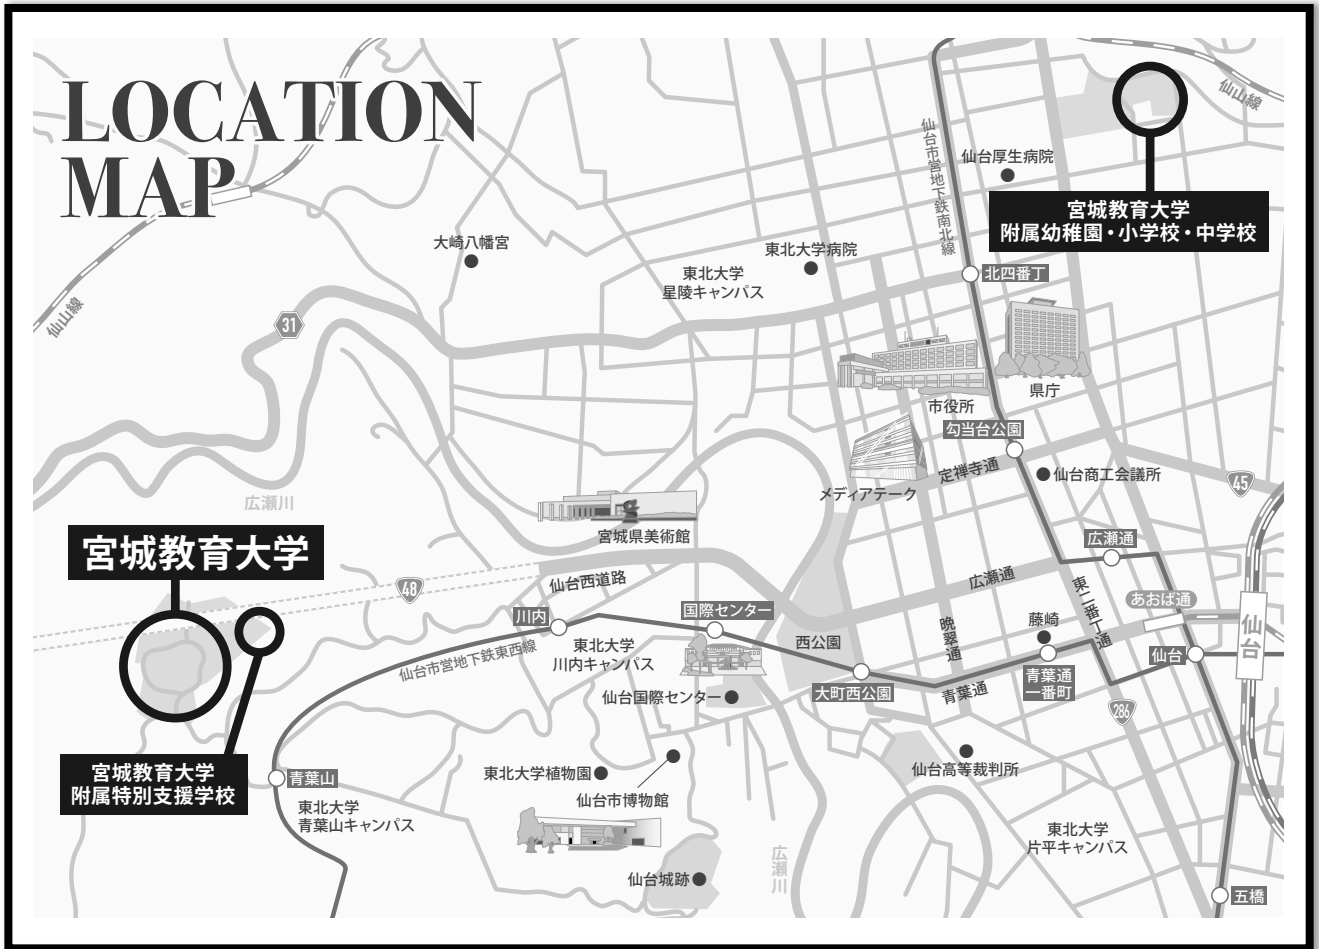 LOCATION
MAP
仙山線
仙台市営地下鉄南北線
仙台厚生病院
宮城教育大学
附属幼稚園・小学校・中学校
大崎八幡宮
東北大学病院
東北大学
星陵キャンパス
北四番丁
仙山線
31
県庁
市役所
勾当台公園
定禅寺通
仙台商工会議所
メディアテーク
45
広瀬川
宮城県美術館
宮城教育大学
48
仙台西道路
広瀬通
広瀬通
東二番丁通
あおば通
川内
国際センター
仙台市営地下鉄東西線
東北大学
川内キャンパス
西公園
晩翠通
藤崎
仙台
仙台
仙台国際センター
大町西公園
青葉通
青葉通
一番町
286
宮城教育大学
附属特別支援学校
青葉山
東北大学
青葉山キャンパス
東北大学植物園
仙台市博物館
仙台高等裁判所
東北大学
片平キャンパス
広瀬川
仙台城跡
五橋